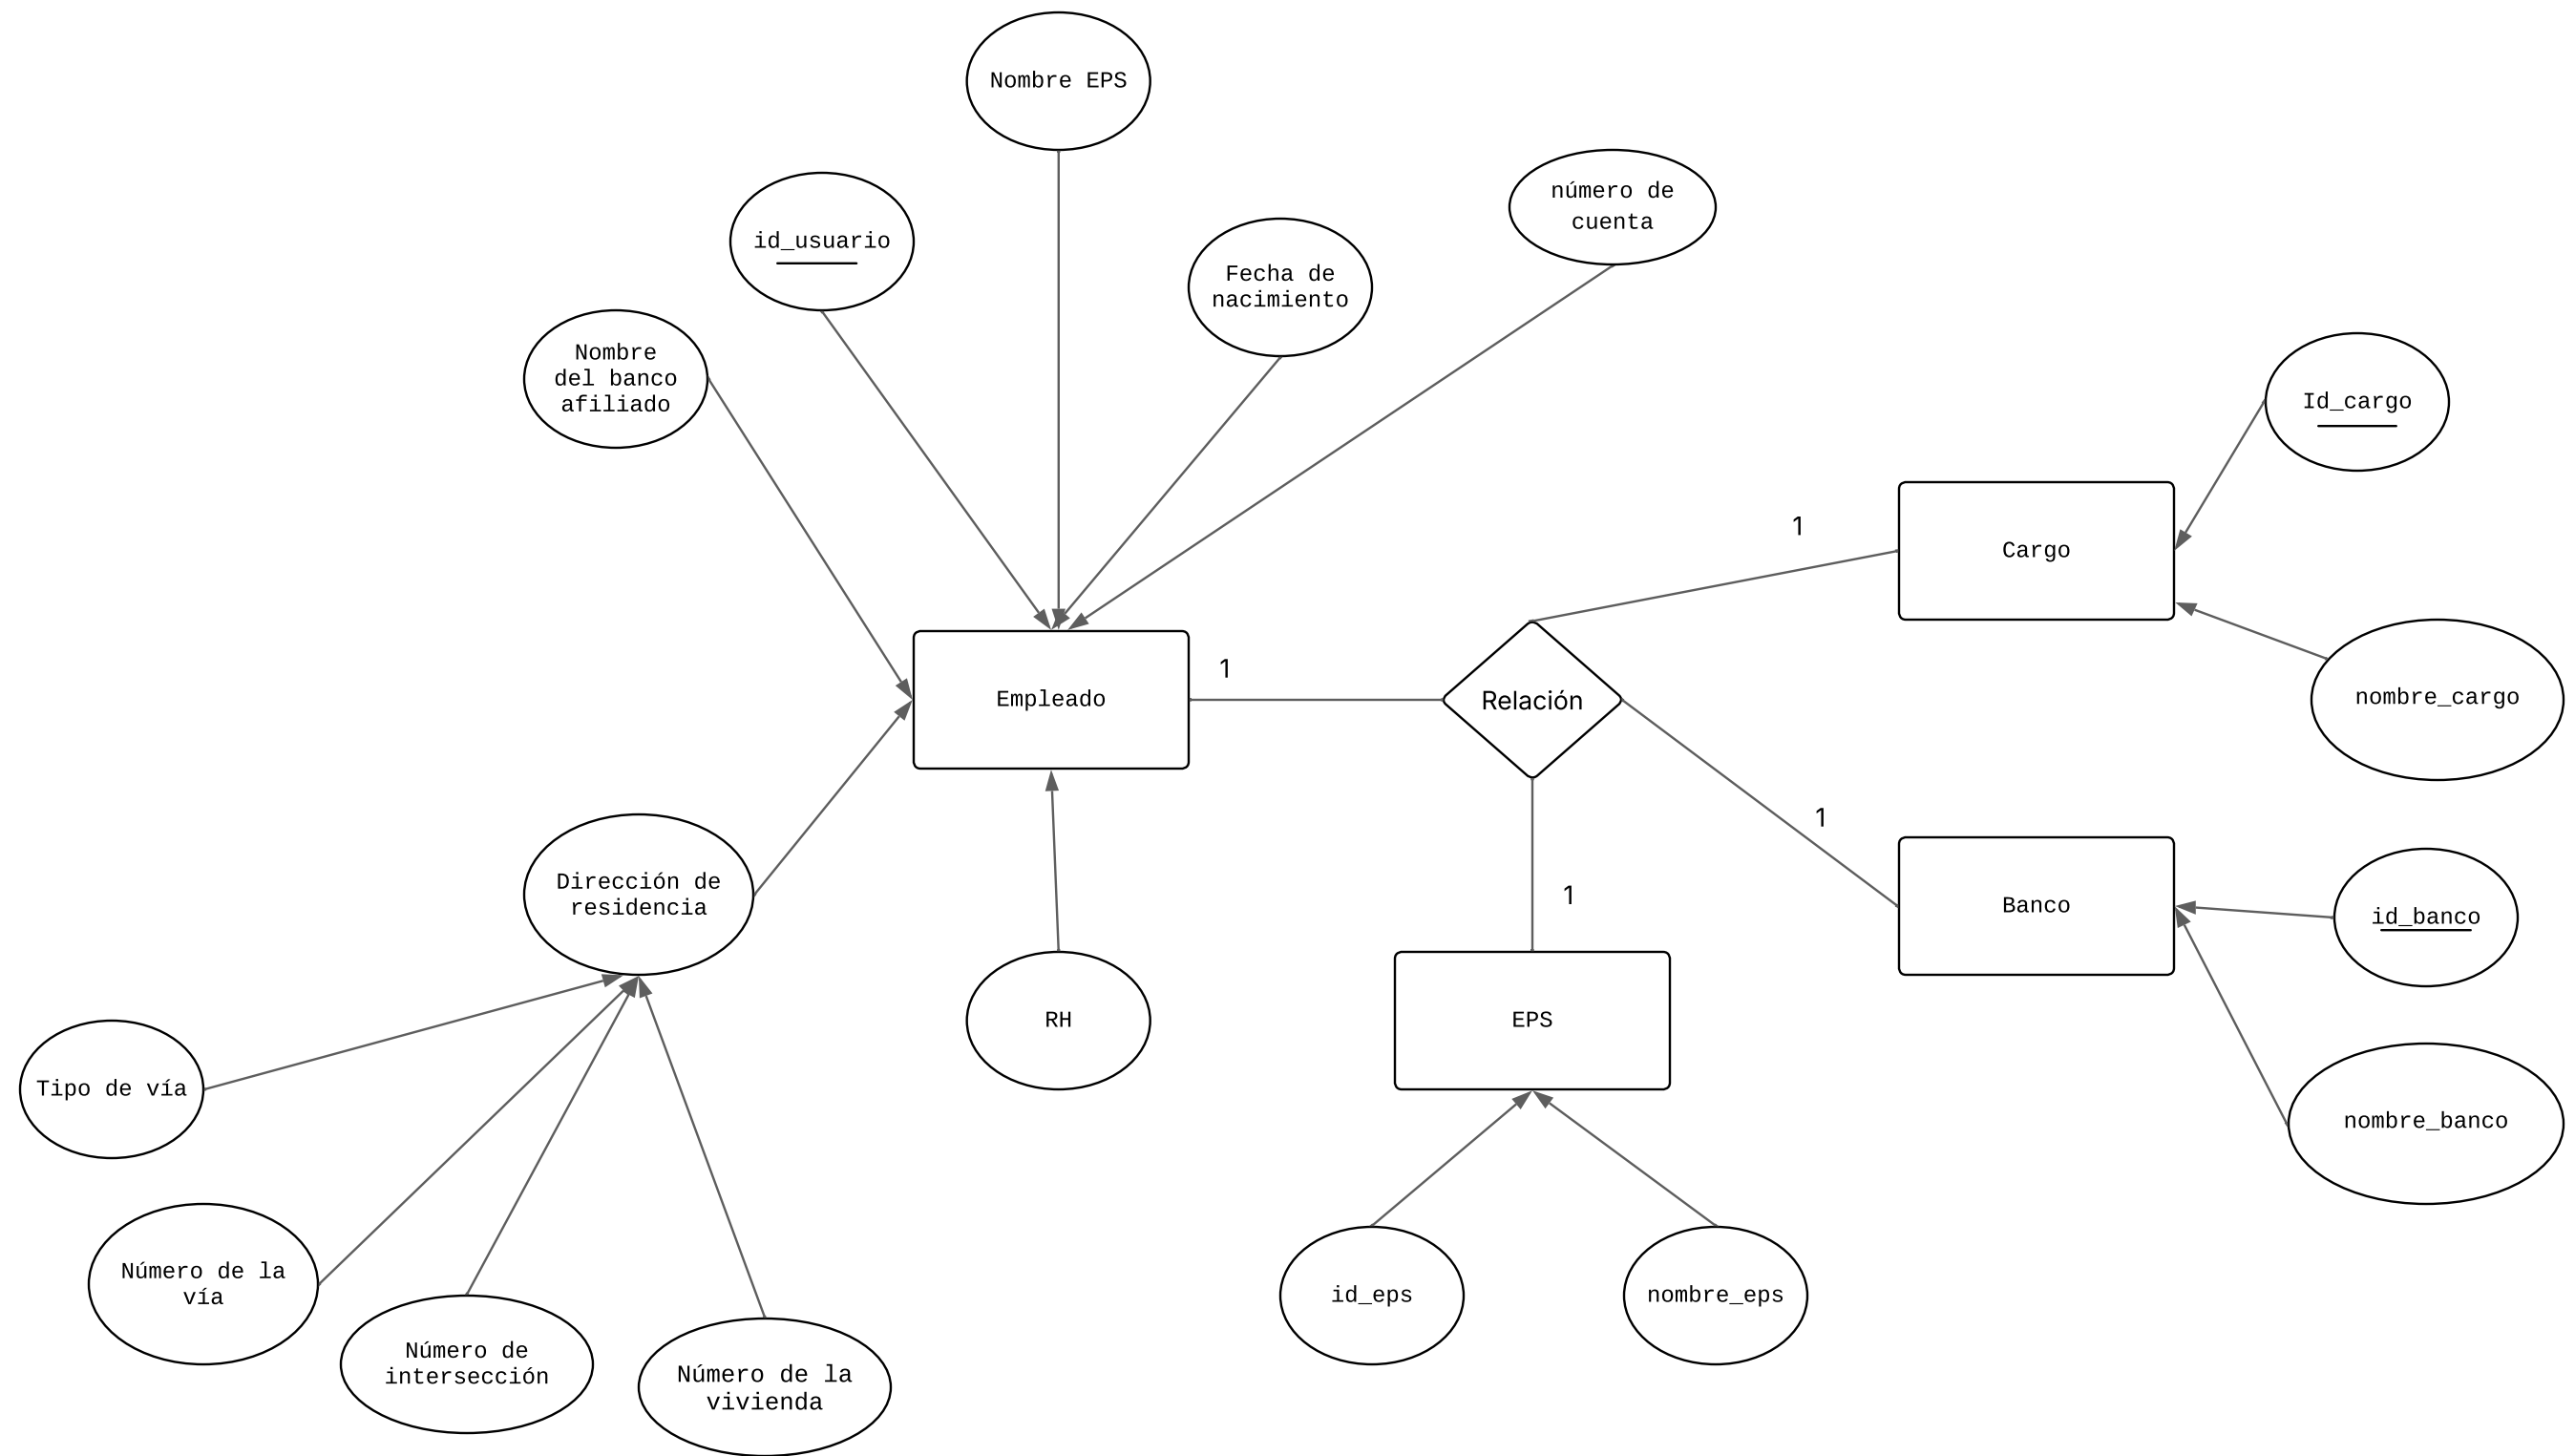 Nombre EPS
número de
cuenta
id_usuario
Fecha de
nacimiento
Nombre
del banco
afiliado
Id_cargo
1
Cargo
1
Empleado
Relación
nombre_cargo
1
Dirección de
residencia
1
Banco
id_banco
RH
EPS
Tipo de vía
nombre_banco
Número de la
vía
id_eps
nombre_eps
Número de
intersección
Número de la
vivienda